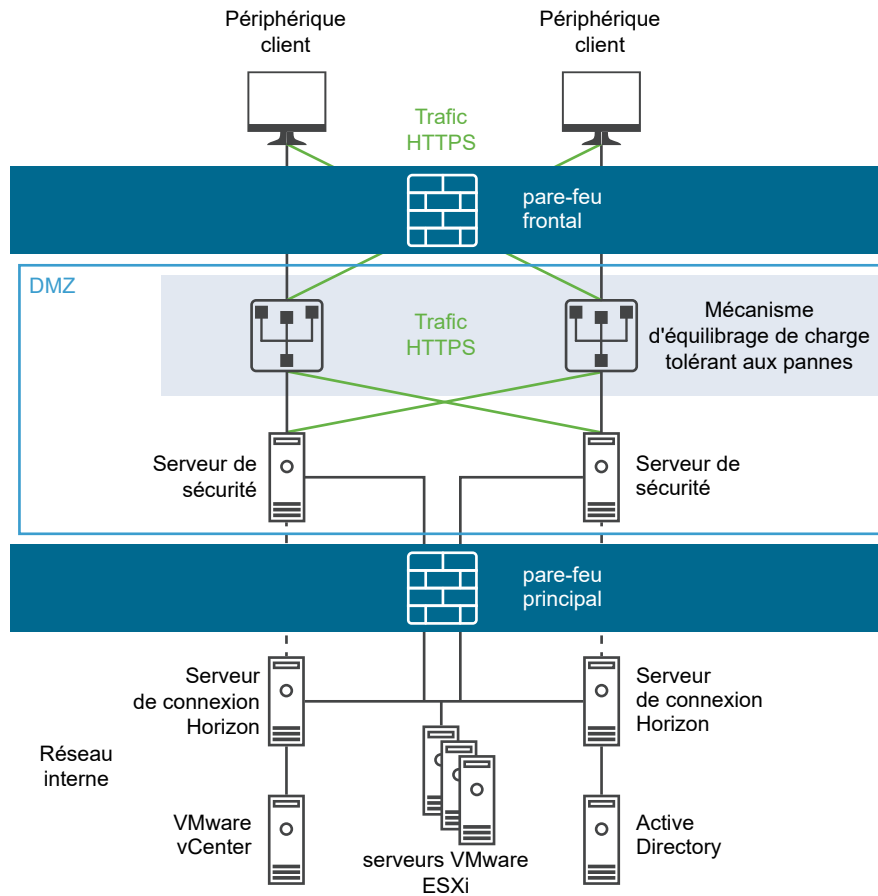 Périphérique
client
Périphérique
client
Trafic
HTTPS
pare-feu
frontal
DMZ
Trafic
HTTPS
Mécanisme
d'équilibrage de charge
tolérant aux pannes
Serveur de
sécurité
Serveur de
sécurité
pare-feu
principal
Serveur
de connexion
Horizon
Serveur
de connexion
Horizon
Réseau
interne
VMware
vCenter
serveurs VMware
ESXi
Active
Directory